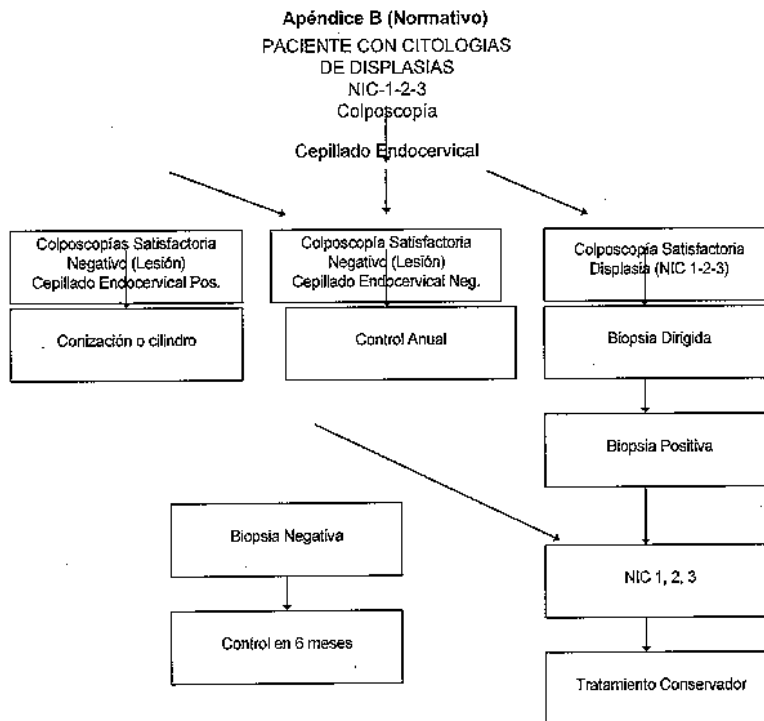 Apéndice B (Normativo)
PACIENTE CON CITOLOGIAS
DE DISPLASIAS
NIC-1-2-3
Colposcopía
Cepillado Endocervical
Colposcopías Satisfactoria
Negativo (Lesión)
Cepillado Endocervical Pos.
Colposcopía Satisfactoria
Negativo (Lesión)
Cepillado Endocervical Neg.
Colposcopía Satisfactoria
Displasia (NIC 1-2-3)
Conización o cilindro
Control Anual
Biopsia Dirigida
Biopsia Positiva
Biopsia Negativa
NIC 1, 2, 3
Control en 6 meses
Tratamiento Conservador